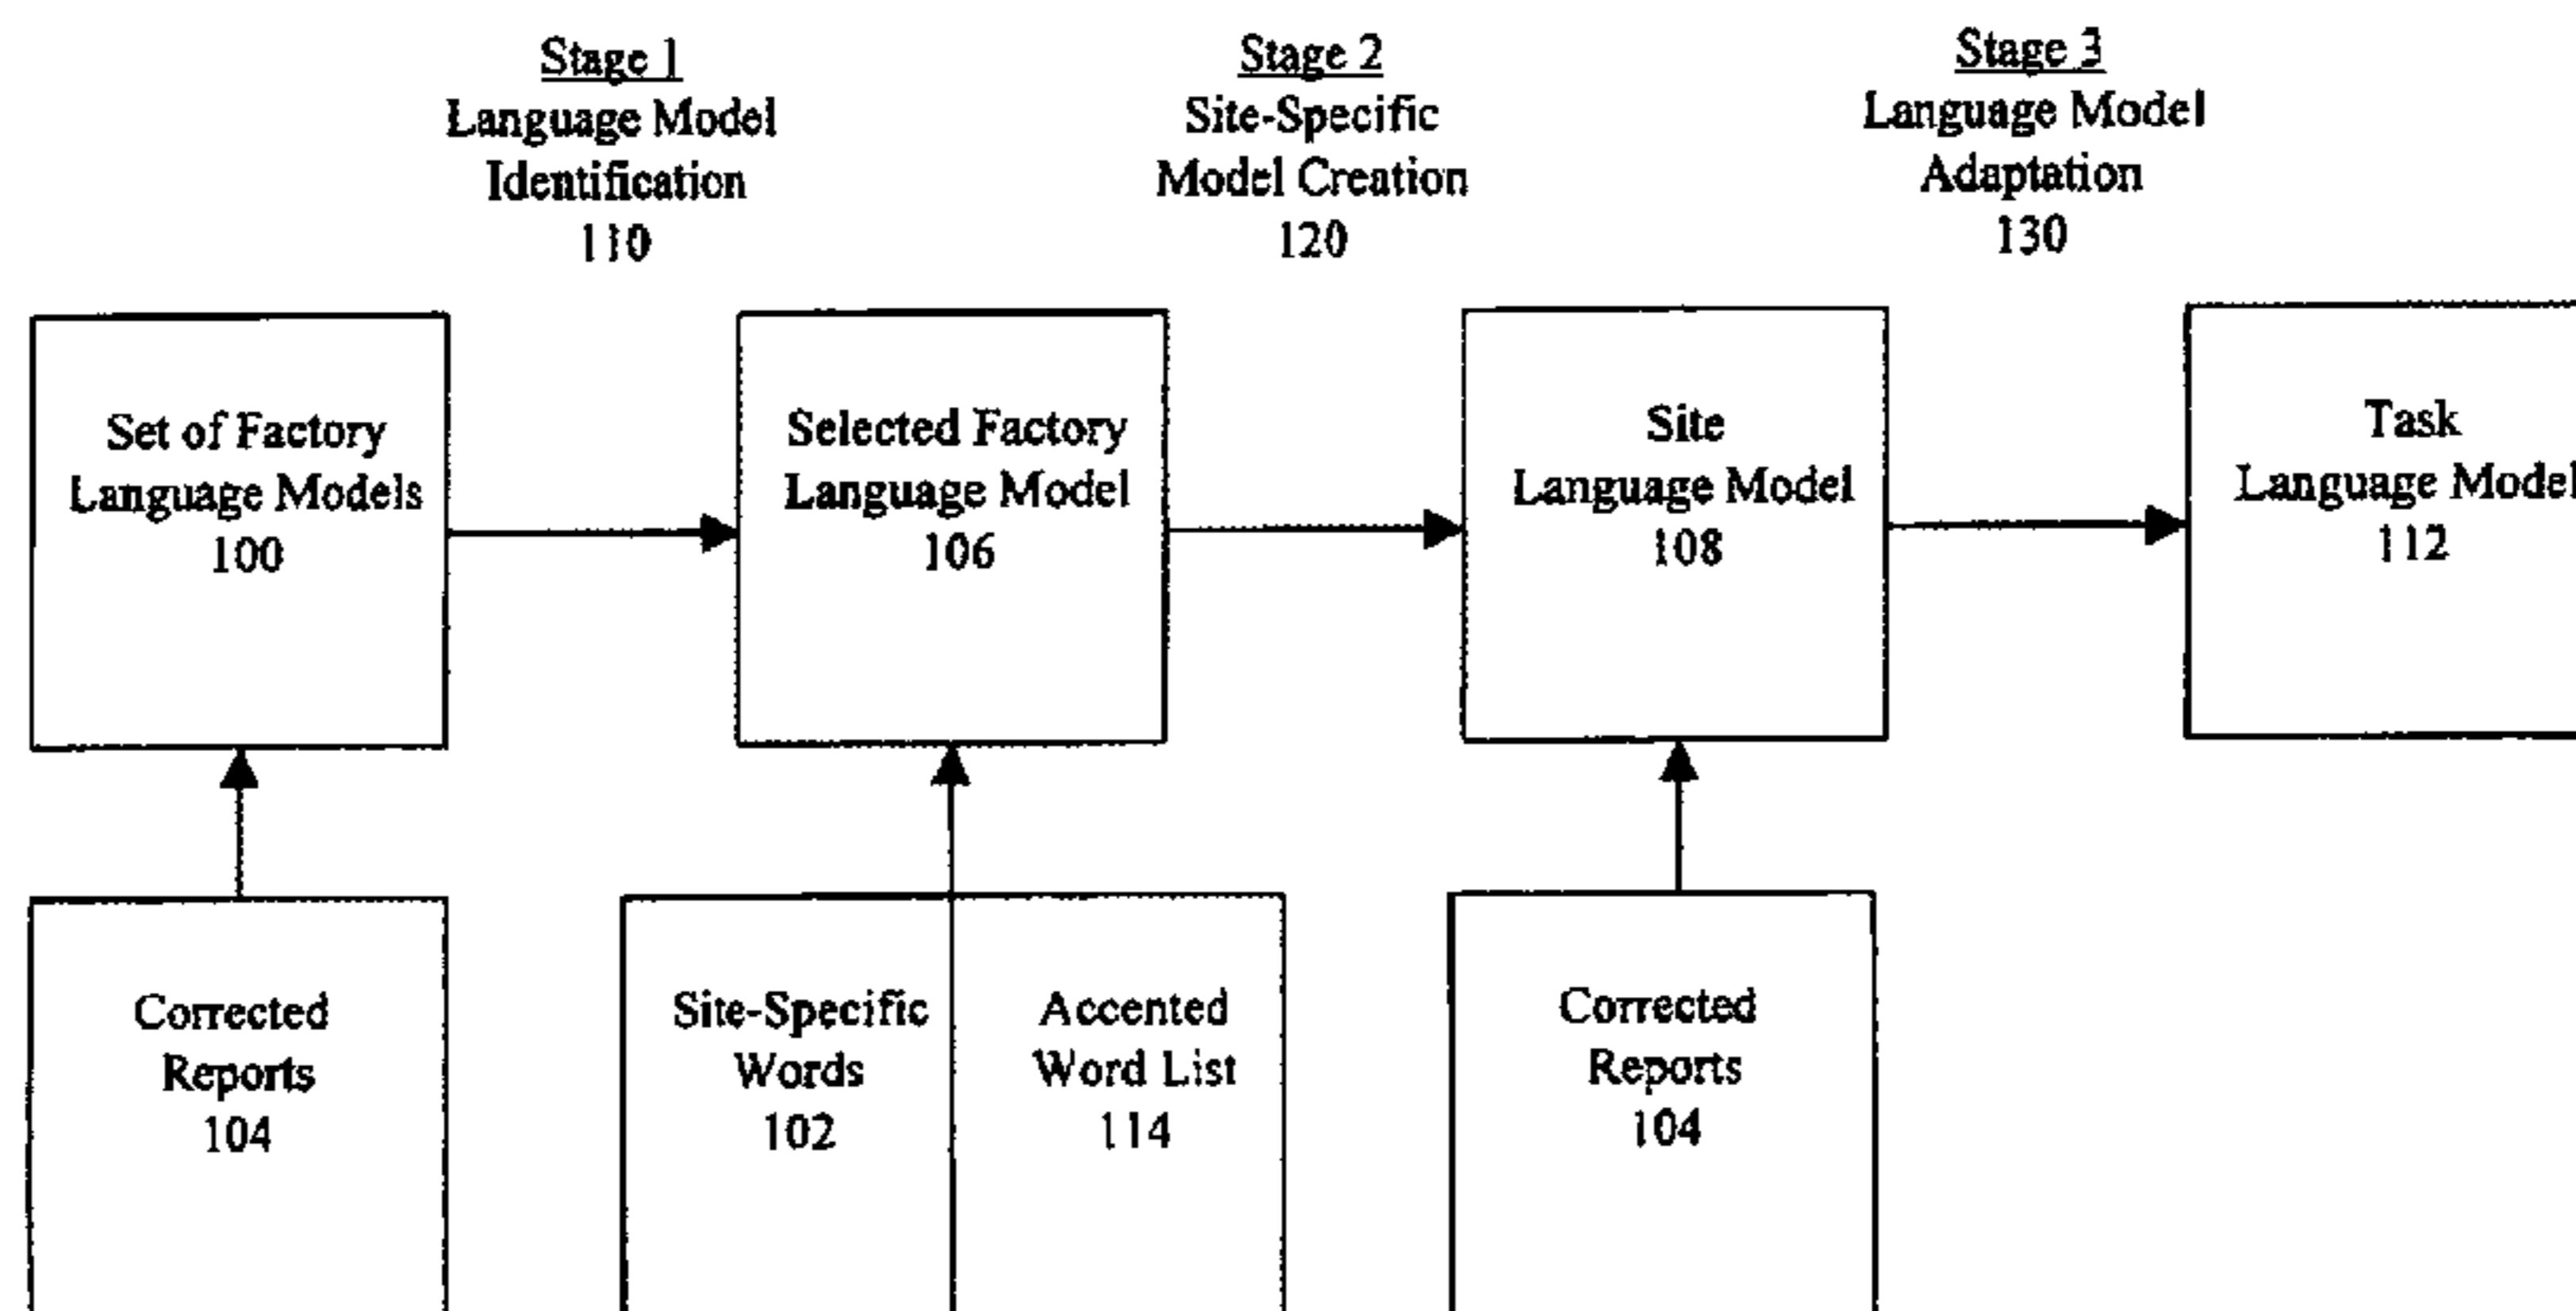 Stage 1
Language Model
Identification
110
Stage 2
Site-Specific
Model Creation
120
Stage 3
Language Model
Adaptation
130
Set of Factory
Language Models
100
Selected Factory
Language Model
106
Site
Language Model
108
Task
Language Model
112
Corrected
Reports
104
Site-Specific
Words
102
Accented
Word List
114
Corrected
Reports
104